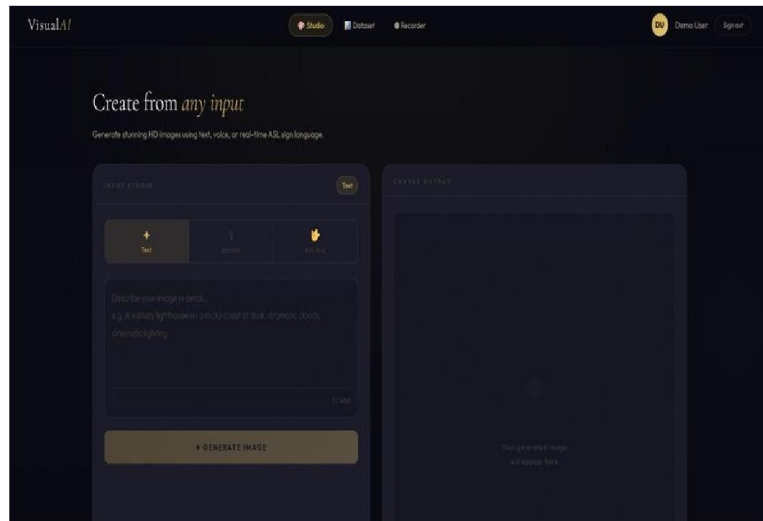 VisualAI
Studio Dataset Recorder
DU Demo User Sign out
Create from any input
Generate stunning HD images using text, voice, or real-time ASL sign language.
INPUT STUDIO
Text
CANVAS OUTPUT
Text Speech
Describe your image in detail...
e.g. A solitary lighthouse on a rocky coast at dusk, dramatic clouds,
cinematic lighting
0 / 400
✦ GENERATE IMAGE
Your generated image
will appear here